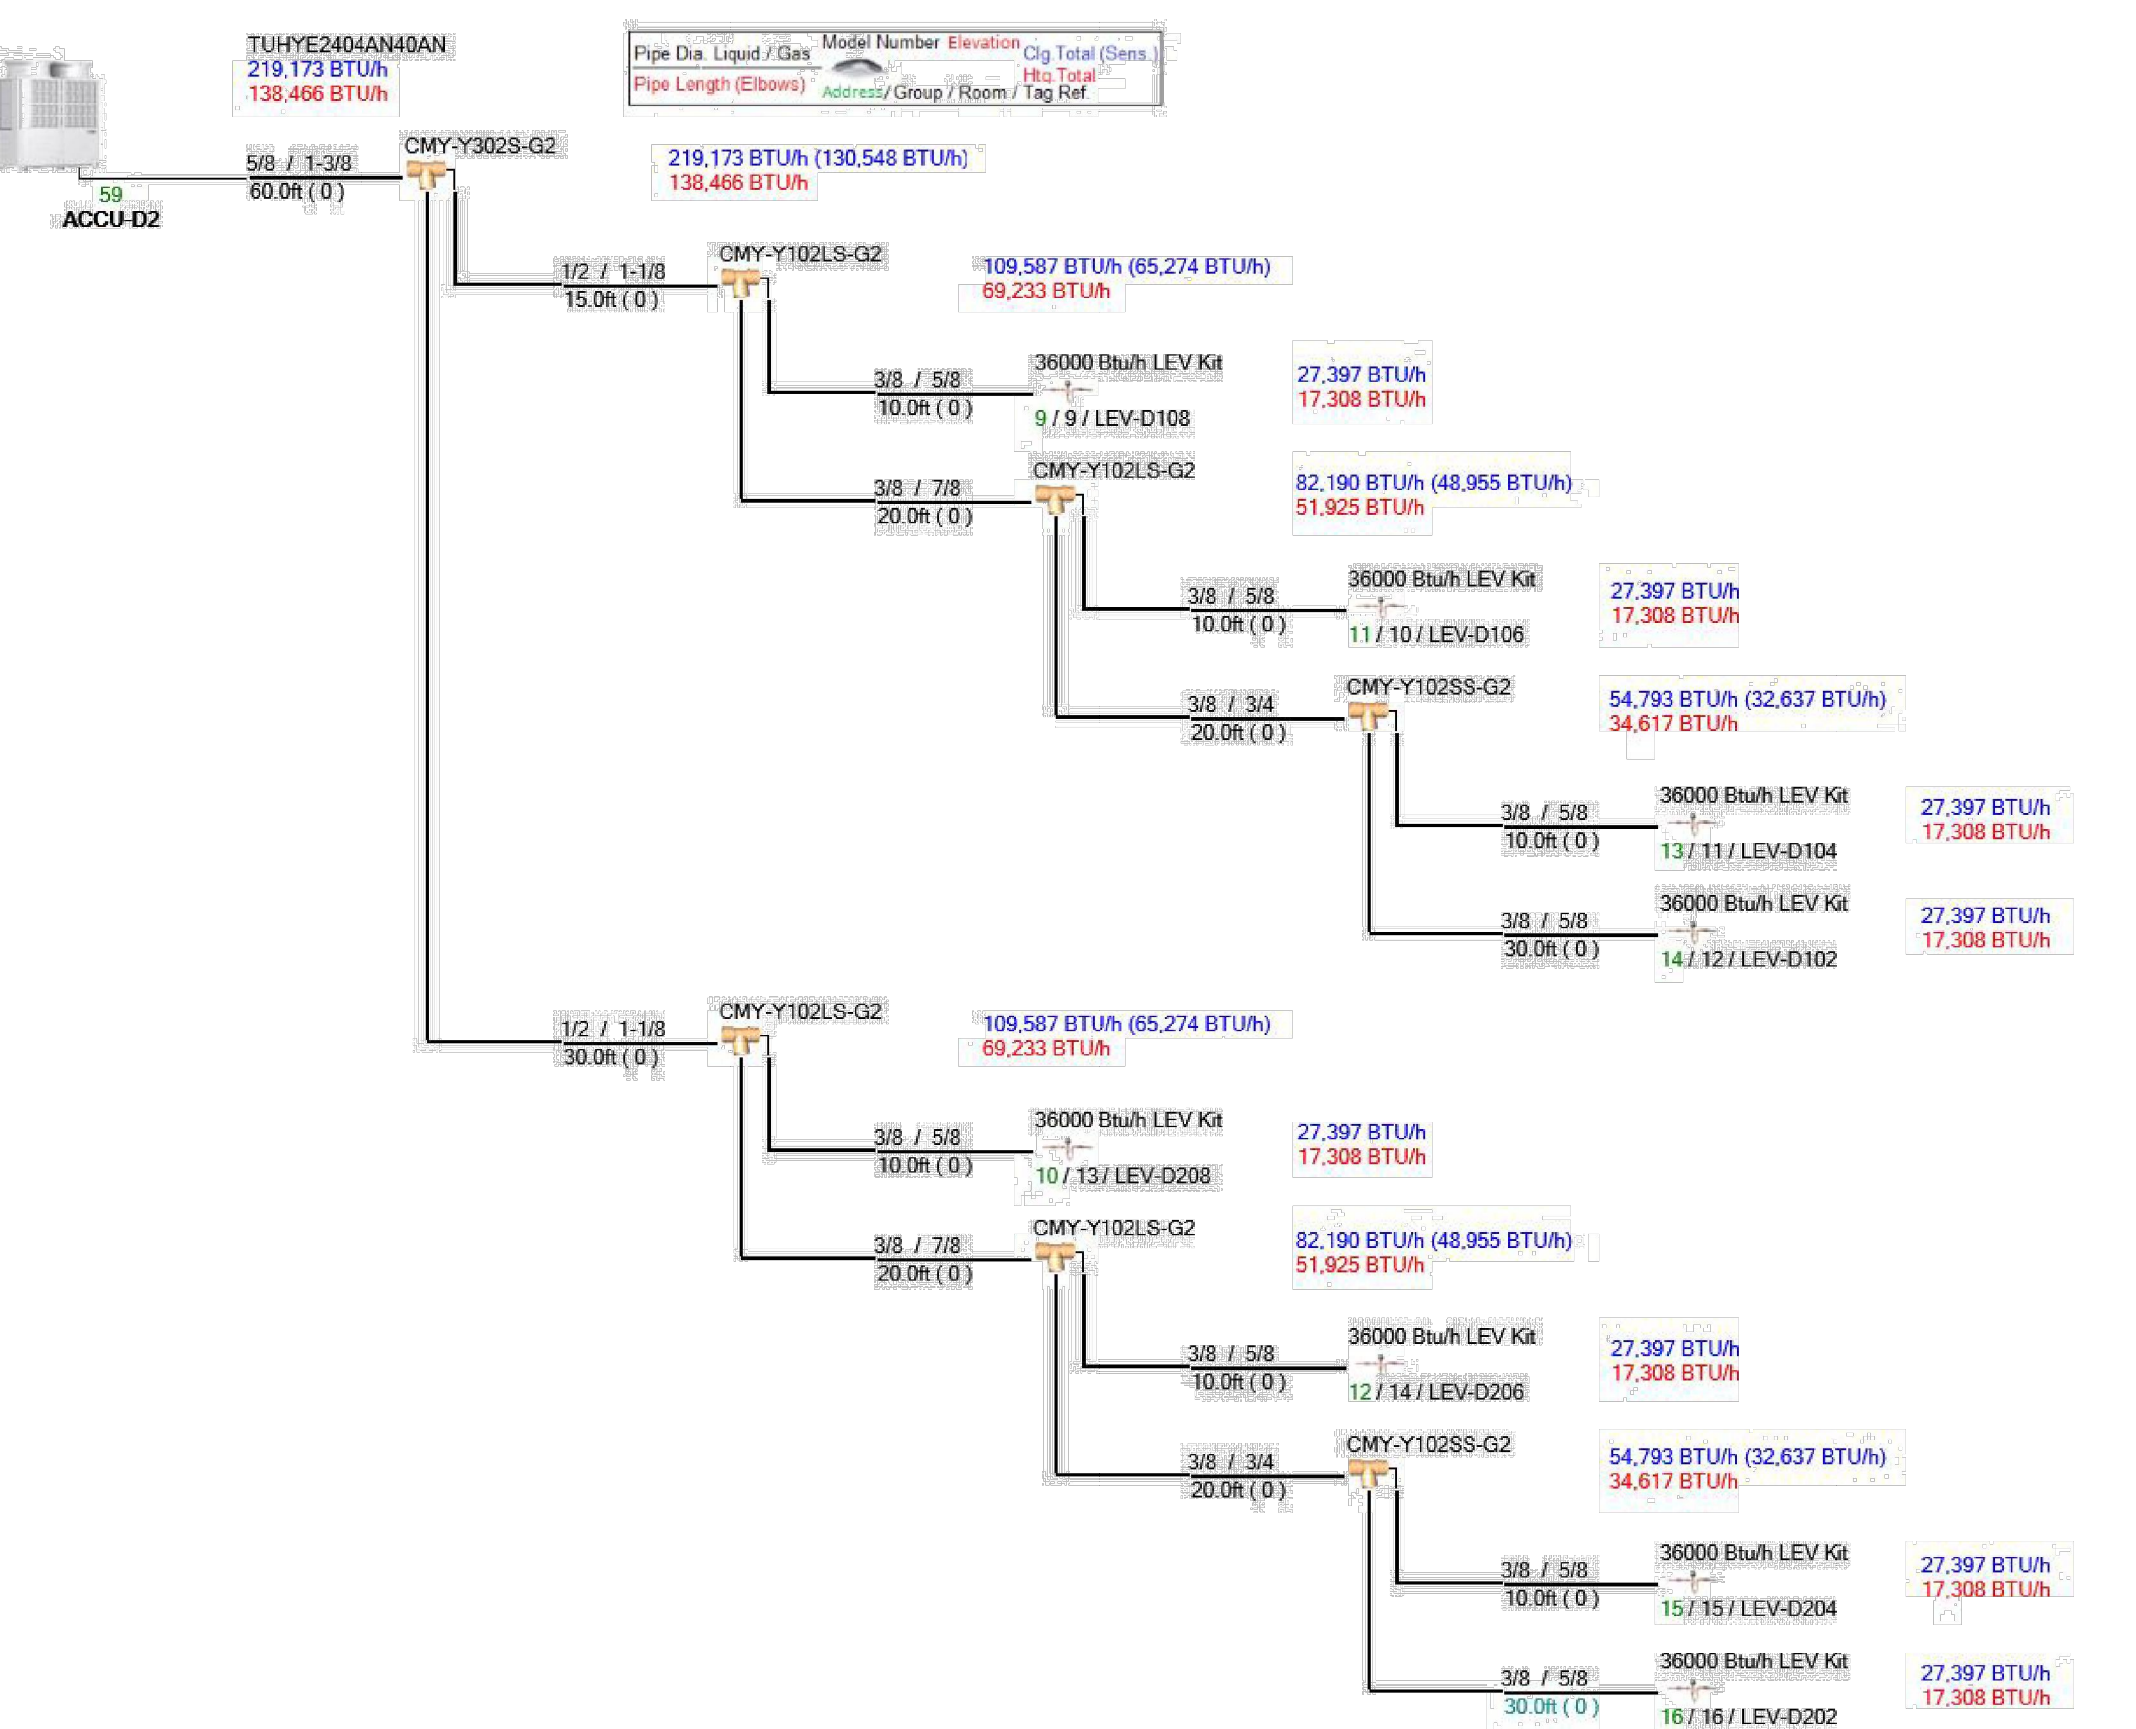 TUHYE2404AN40AN
219,173 BTU/h
138,466 BTU/h
Pipe Dia. Liquid / Gas
Pipe Length (Elbows)
Model Number Elevation
Clg.Total (Sens.)
Htg.Total
Address / Group / Room / Tag Ref.
5/8 / 1-3/8
60.0ft ( 0 )
59
ACCU-D2
CMY-Y302S-G2
219,173 BTU/h (130,548 BTU/h)
138,466 BTU/h
1/2 / 1-1/8
15.0ft ( 0 )
CMY-Y102LS-G2
109,587 BTU/h (65,274 BTU/h)
69,233 BTU/h
3/8 / 5/8
10.0ft ( 0 )
36000 Btu/h LEV Kit
9 / 9 / LEV-D108
27,397 BTU/h
17,308 BTU/h
3/8 / 7/8
20.0ft ( 0 )
CMY-Y102LS-G2
82,190 BTU/h (48,955 BTU/h)
51,925 BTU/h
3/8 / 5/8
10.0ft ( 0 )
36000 Btu/h LEV Kit
11 / 10 / LEV-D106
27,397 BTU/h
17,308 BTU/h
3/8 / 3/4
20.0ft ( 0 )
CMY-Y102SS-G2
54,793 BTU/h (32,637 BTU/h)
34,617 BTU/h
3/8 / 5/8
10.0ft ( 0 )
36000 Btu/h LEV Kit
13 / 11 / LEV-D104
27,397 BTU/h
17,308 BTU/h
3/8 / 5/8
30.0ft ( 0 )
36000 Btu/h LEV Kit
14 / 12 / LEV-D102
27,397 BTU/h
17,308 BTU/h
1/2 / 1-1/8
30.0ft ( 0 )
CMY-Y102LS-G2
109,587 BTU/h (65,274 BTU/h)
69,233 BTU/h
3/8 / 5/8
10.0ft ( 0 )
36000 Btu/h LEV Kit
10 / 13 / LEV-D208
27,397 BTU/h
17,308 BTU/h
3/8 / 7/8
20.0ft ( 0 )
CMY-Y102LS-G2
82,190 BTU/h (48,955 BTU/h)
51,925 BTU/h
3/8 / 5/8
10.0ft ( 0 )
36000 Btu/h LEV Kit
12 / 14 / LEV-D206
27,397 BTU/h
17,308 BTU/h
3/8 / 3/4
20.0ft ( 0 )
CMY-Y102SS-G2
54,793 BTU/h (32,637 BTU/h)
34,617 BTU/h
3/8 / 5/8
10.0ft ( 0 )
36000 Btu/h LEV Kit
15 / 15 / LEV-D204
27,397 BTU/h
17,308 BTU/h
3/8 / 5/8
30.0ft ( 0 )
36000 Btu/h LEV Kit
16 / 16 / LEV-D202
27,397 BTU/h
17,308 BTU/h